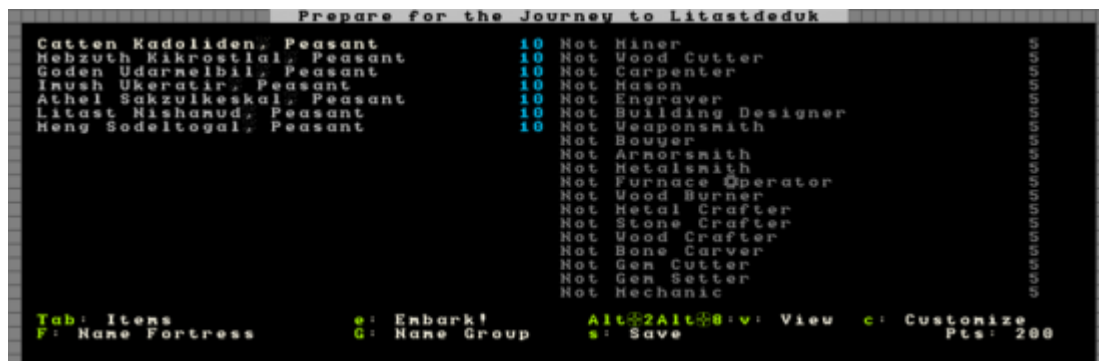 Prepare for the Journey to Litastdeduk
Catten Kadoliden, Peasant 10 Not Miner 5
Mebzuth Kikrostlal, Peasant 10 Not Wood Cutter 5
Goden Udarmelbil, Peasant 10 Not Carpenter 5
Imush Ukeratir, Peasant 10 Not Mason 5
Athel Sakzulkeskal, Peasant 10 Not Engraver 5
Litast Nishamud, Peasant 10 Not Building Designer 5
Meng Sodeltogal, Peasant 10 Not Weaponsmith 5
Not Bowyer 5
Not Armorsmith 5
Not Metalsmith 5
Not Furnace Operator 5
Not Wood Burner 5
Not Metal Crafter 5
Not Stone Crafter 5
Not Wood Crafter 5
Not Bone Carver 5
Not Gem Cutter 5
Not Gem Setter 5
Not Mechanic 5
Tab: Items e: Embark! Alt+2Alt+8:v: View c: Customize
F: Name Fortress G: Name Group s: Save Pts: 200